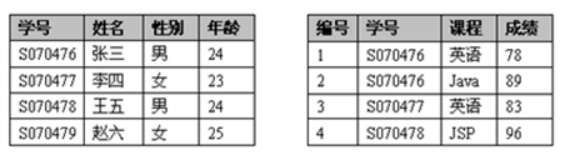 学号 姓名 性别 年龄
S070476 张三 男 24
S070477 李四 女 23
S070478 王五 男 24
S070479 赵六 女 25
编号 学号 课程 成绩
1 S070476 英语 78
2 S070476 Java 89
3 S070477 英语 83
4 S070478 JSP 96